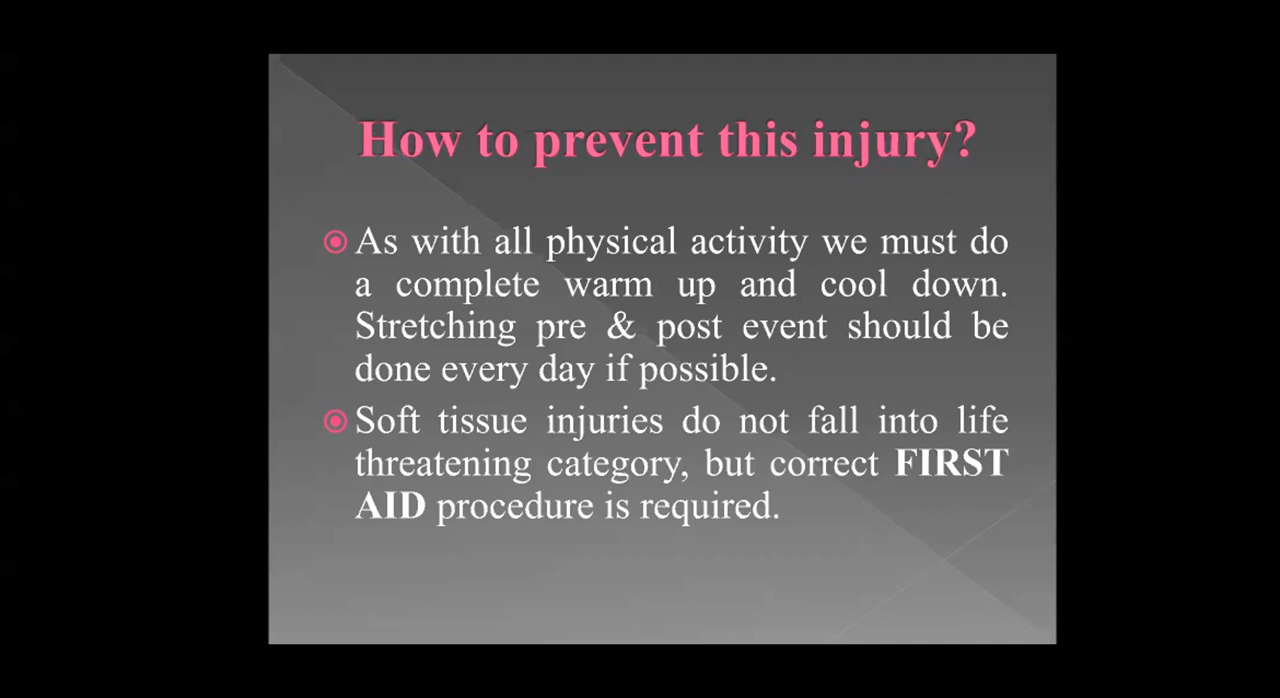 How to prevent this injury?
As with all physical activity we must do
a complete warm up and cool down.
Stretching pre & post event should be
done every day if possible.
Soft tissue injuries do not fall into life
threatening category, but correct FIRST
AID procedure is required.